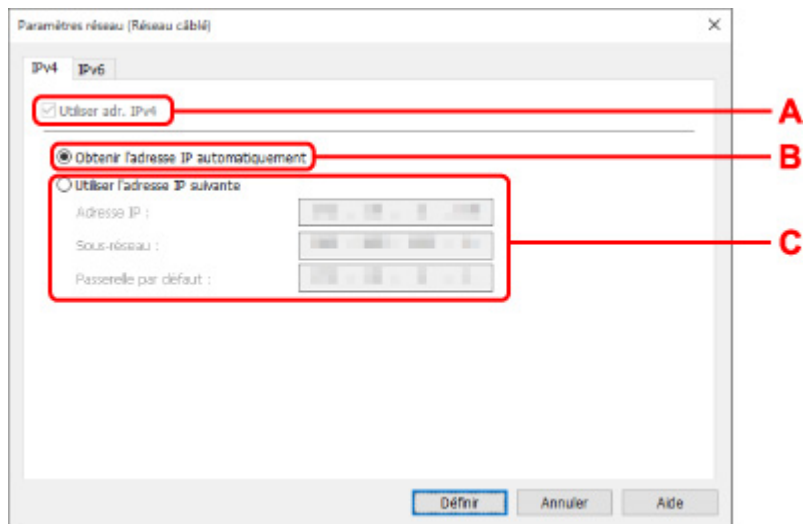 Paramètres réseau (Réseau câblé)
IPv4 IPv6
Utiliser adr. IPv4
A
Obtenir l'adresse IP automatiquement
B
Utiliser l'adresse IP suivante
Adresse IP :
Sous-réseau :
C
Passerelle par défaut :
Définir Annuler Aide